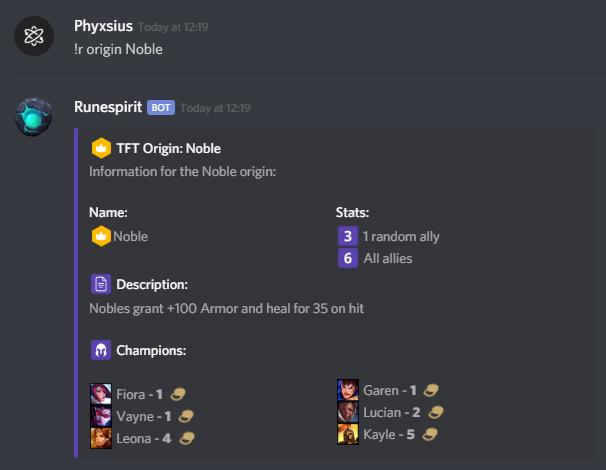 Phyxsius Today at 12:19
!r origin Noble
Runespirit BOT Today at 12:19
TFT Origin: Noble
Information for the Noble origin:
Name:
Noble
Stats:
3 1 random ally
6 All allies
Description:
Nobles grant +100 Armor and heal for 35 on hit
Champions:
Fiora - 1
Vayne - 1
Leona - 4
Garen - 1
Lucian - 2
Kayle - 5